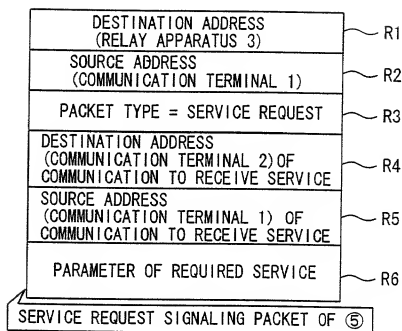 DESTINATION ADDRESS
(RELAY APPARATUS 3)
R1
SOURCE ADDRESS
(COMMUNICATION TERMINAL 1)
R2
PACKET TYPE = SERVICE REQUEST
R3
DESTINATION ADDRESS
(COMMUNICATION TERMINAL 2) OF
COMMUNICATION TO RECEIVE SERVICE
R4
SOURCE ADDRESS
(COMMUNICATION TERMINAL 1) OF
COMMUNICATION TO RECEIVE SERVICE
R5
PARAMETER OF REQUIRED SERVICE
R6
SERVICE REQUEST SIGNALING PACKET OF ⑤